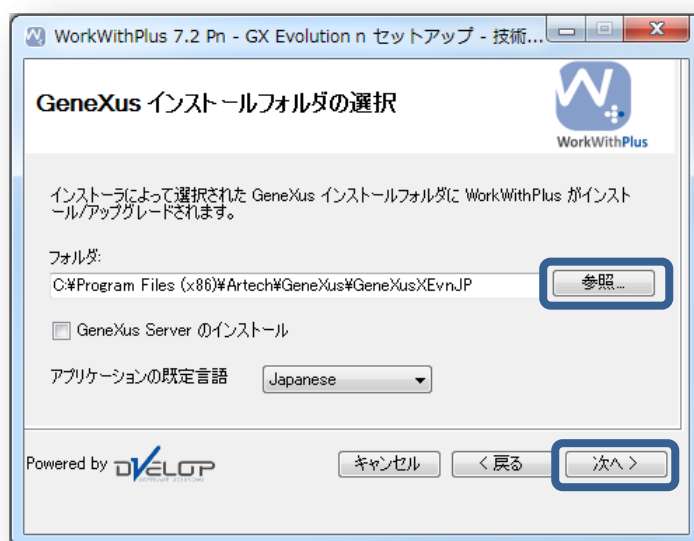 WorkWithPlus 7.2 Pn - GX Evolution n セットアップ - 技術...
GeneXus インストールフォルダの選択
WorkWithPlus
インストーラによって選択された GeneXus インストールフォルダに WorkWithPlus がインスト
ール/アップグレードされます。
フォルダ:
C:¥Program Files (x86)¥Artech¥GeneXus¥GeneXusXEvnJP
参照...
GeneXus Server のインストール
アプリケーションの既定言語
Japanese
Powered by DVELOP
キャンセル
< 戻る
次へ >